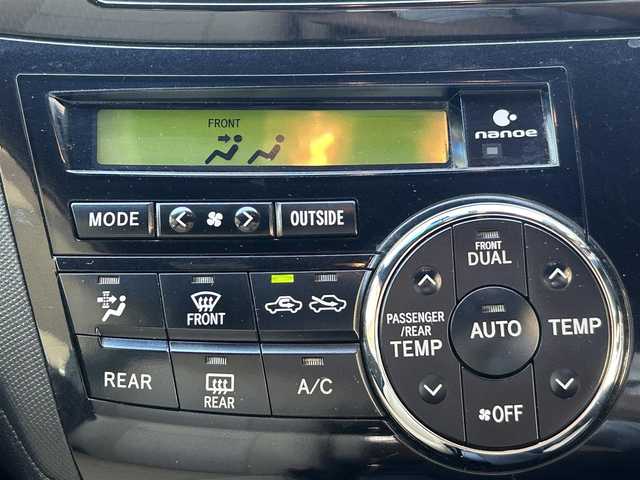 FRONT
nanoe
MODE
OUTSIDE
FRONT
DUAL
FRONT
PASSENGER
/REAR
TEMP
AUTO
TEMP
REAR
REAR
A/C
OFF